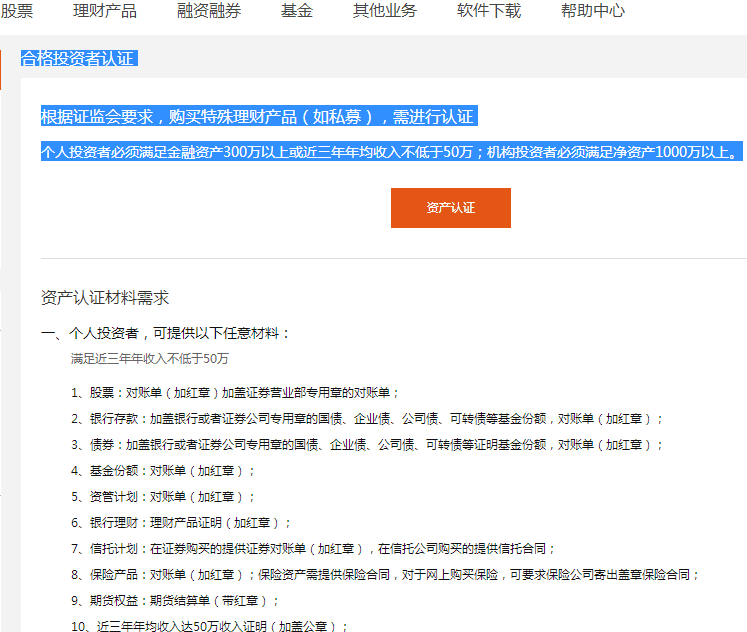 股票 理财产品 融资融券 基金 其他业务 软件下载 帮助中心
合格投资者认证
根据证监会要求，购买特殊理财产品（如私募），需进行认证
个人投资者必须满足金融资产300万以上或近三年年均收入不低于50万；机构投资者必须满足净资产1000万以上。
资产认证
资产认证材料需求
一、个人投资者，可提供以下任意材料：
满足近三年年收入不低于50万
1、股票：对账单（加红章）加盖证券营业部专用章的对账单；
2、银行存款：加盖银行或者证券公司专用章的国债、企业债、公司债、可转债等基金份额，对账单（加红章）；
3、债券：加盖银行或者证券公司专用章的国债、企业债、公司债、可转债等证明基金份额，对账单（加红章）；
4、基金份额：对账单（加红章）；
5、资管计划：对账单（加红章）；
6、银行理财：理财产品证明（加红章）；
7、信托计划：在证券购买的提供证券对账单（加红章），在信托公司购买的提供信托合同；
8、保险产品：对账单（加红章）；保险资产需提供保险合同，对于网上购买保险，可要求保险公司寄出盖章保险合同；
9、期货权益：期货结算单（带红章）；
10、近三年年均收入达50万收入证明（加盖公章）；